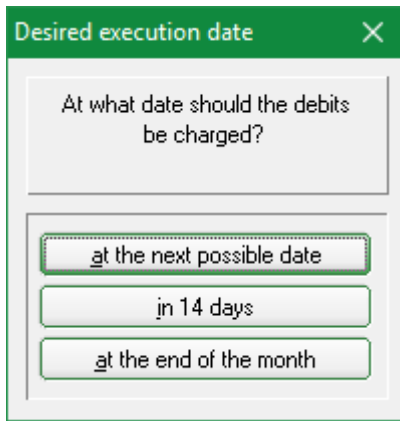 Desired execution date
At what date should the debits
be charged?
at the next possible date
in 14 days
at the end of the month